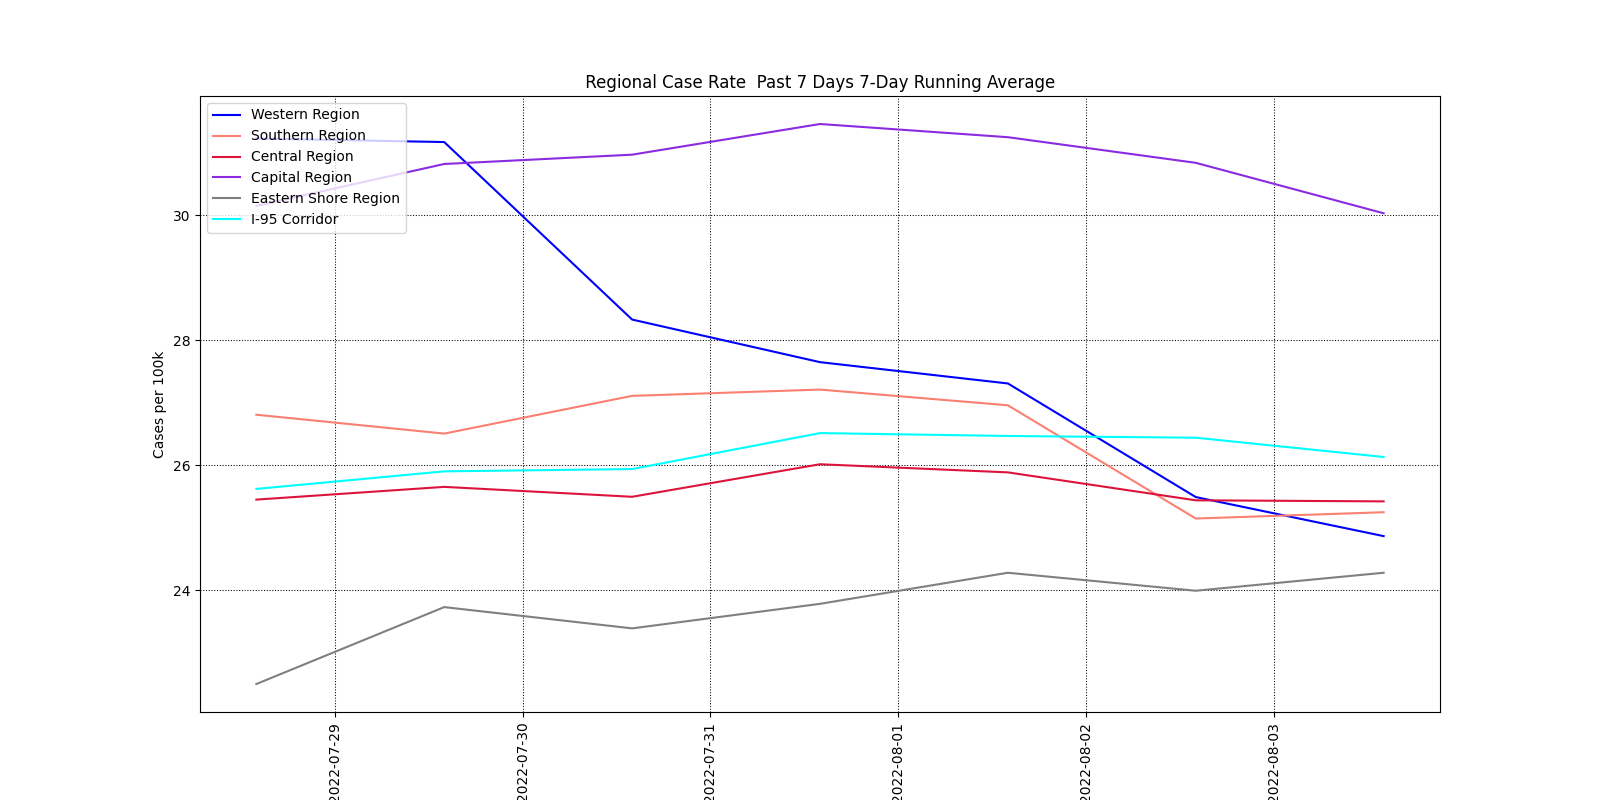 Regional Case Rate  Past 7 Days 7-Day Running Average
Western Region
Southern Region
Central Region
Capital Region
Eastern Shore Region
I-95 Corridor
Cases per 100k
30
28
26
24
2022-07-29
2022-07-30
2022-07-31
2022-08-01
2022-08-02
2022-08-03